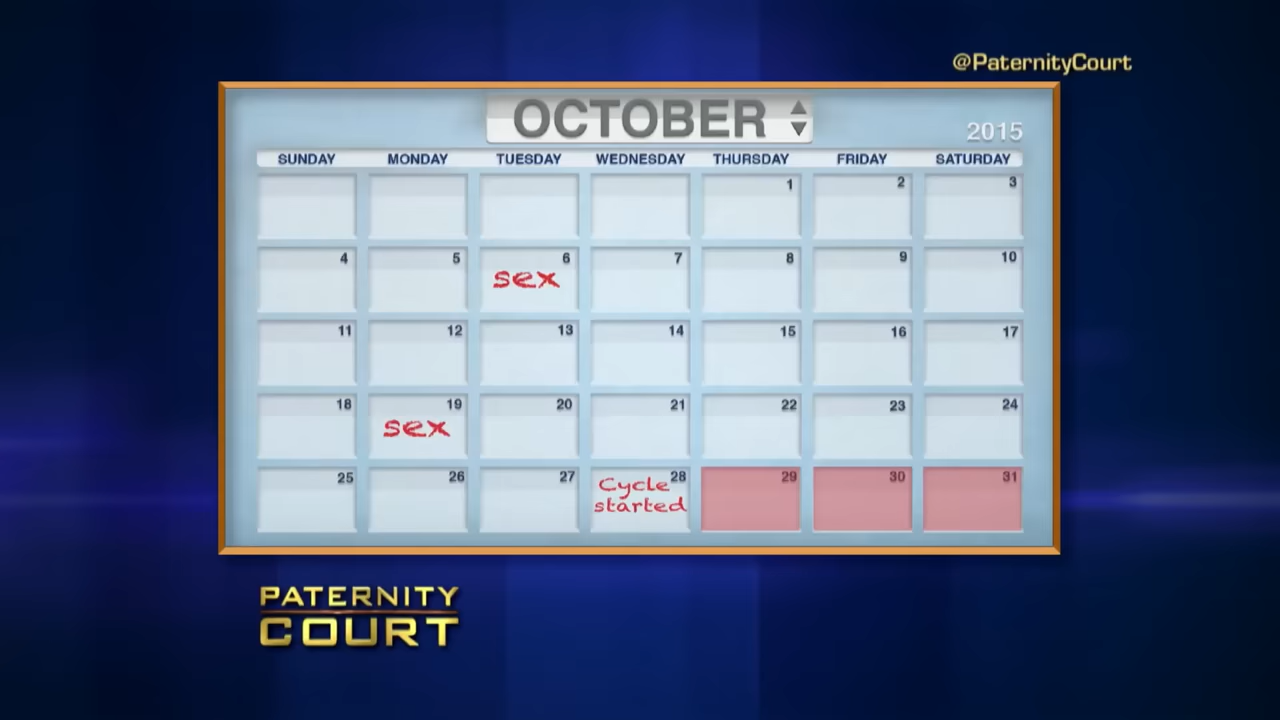 @PaternityCourt
OCTOBER
2015
SUNDAY MONDAY TUESDAY WEDNESDAY THURSDAY FRIDAY SATURDAY
1 2 3
4 5 6 7 8 9 10
sex
11 12 13 14 15 16 17
18 19 20 21 22 23 24
sex
25 26 27 28 29 30 31
Cycle
started
PATERNITY
COURT